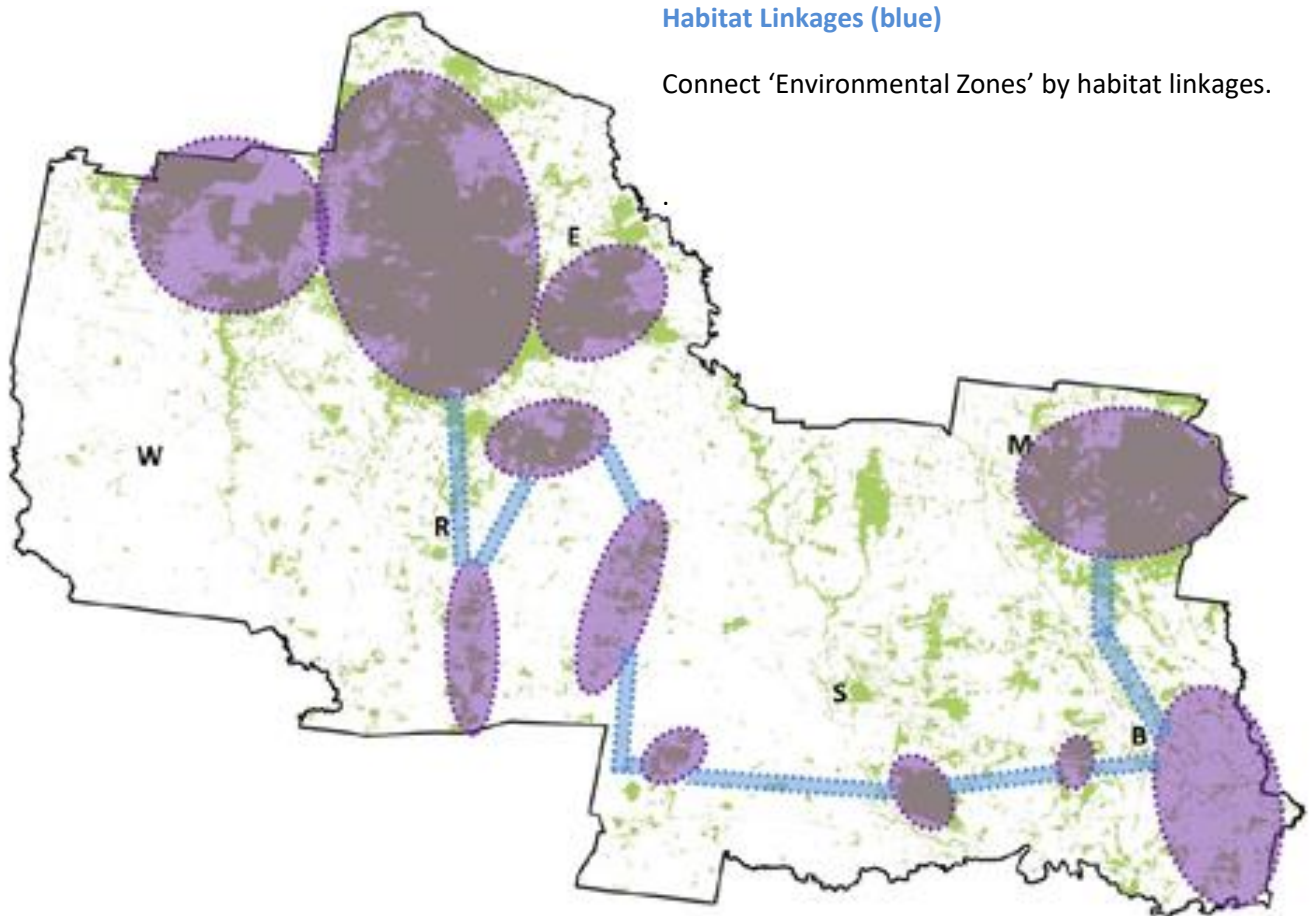 Habitat Linkages (blue)
Connect ‘Environmental Zones’ by habitat linkages.
.
E
W
M
R
S
B